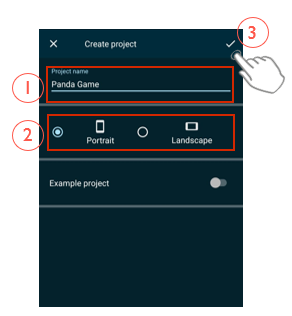 3
Create project
Project name
1
Panda Game
2
Portrait
Landscape
Example project